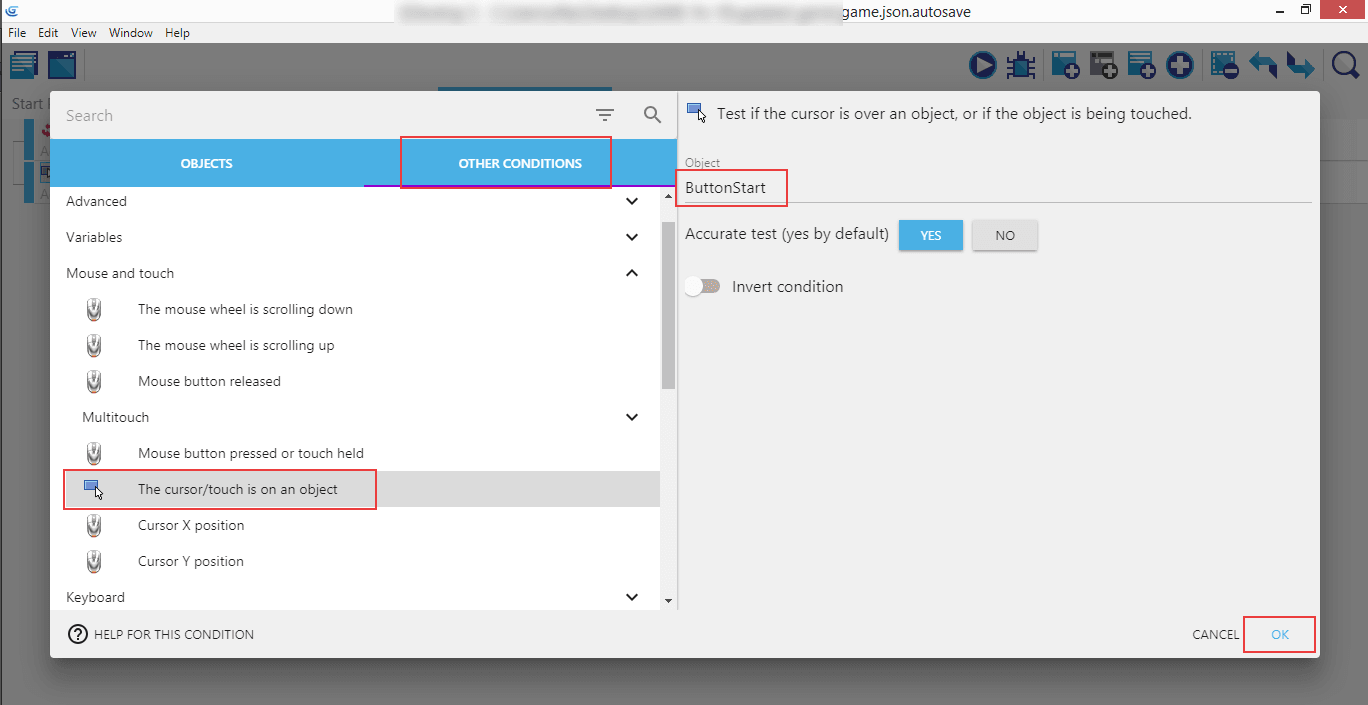 game.json.autosave
File Edit View Window Help
Start
Search
OBJECTS OTHER CONDITIONS
Advanced
Variables
Mouse and touch
The mouse wheel is scrolling down
The mouse wheel is scrolling up
Mouse button released
Multitouch
Mouse button pressed or touch held
The cursor/touch is on an object
Cursor X position
Cursor Y position
Keyboard
Test if the cursor is over an object, or if the object is being touched.
Object
ButtonStart
Accurate test (yes by default) YES NO
Invert condition
HELP FOR THIS CONDITION
CANCEL OK